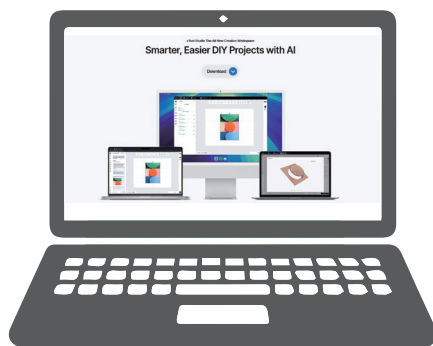 xTool Studio The All-New Creative Workspace
Smarter, Easier DIY Projects with AI
Download